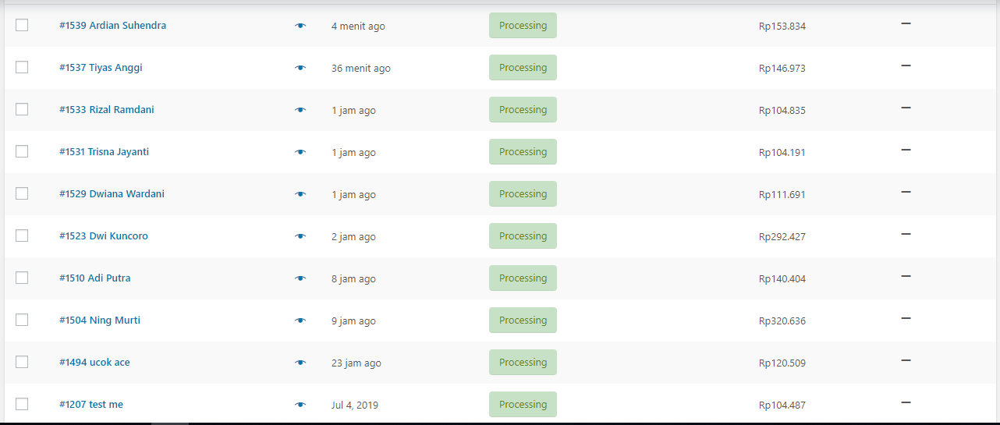 #1539 Ardian Suhendra 4 menit ago Processing Rp153.834
#1537 Tiyas Anggi 36 menit ago Processing Rp146.973
#1533 Rizal Ramdani 1 jam ago Processing Rp104.835
#1531 Trisna Jayanti 1 jam ago Processing Rp104.191
#1529 Dwiana Wardani 1 jam ago Processing Rp111.691
#1523 Dwi Kuncoro 2 jam ago Processing Rp292.427
#1510 Adi Putra 8 jam ago Processing Rp140.404
#1504 Ning Murti 9 jam ago Processing Rp320.636
#1494 ucok ace 23 jam ago Processing Rp120.509
#1207 test me Jul 4, 2019 Processing Rp104.487